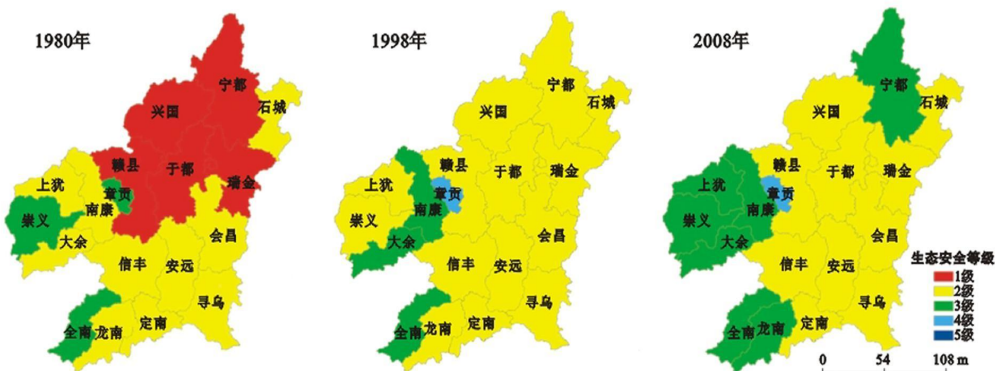 1980年
宁都
石城
兴国
赣县
于都
瑞金
上犹
章贡
南康
崇义
会昌
大余
信丰
安远
寻乌
全南
龙南
定南
1998年
宁都
石城
兴国
赣县
于都
瑞金
上犹
章贡
南康
崇义
会昌
大余
信丰
安远
寻乌
全南
龙南
定南
2008年
宁都
石城
兴国
赣县
于都
瑞金
上犹
章贡
南康
崇义
会昌
大余
信丰
安远
寻乌
全南
龙南
定南
生态安全等级
1级
2级
3级
4级
5级
0 54 108 m